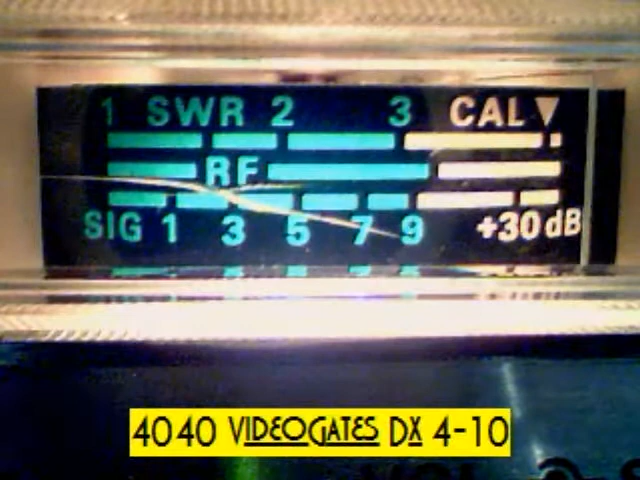 1 SWR 2 3 CAL▼
RF
SIG 1 3 5 7 9 +30dB
4040 VIDEOGATES DX 4-10